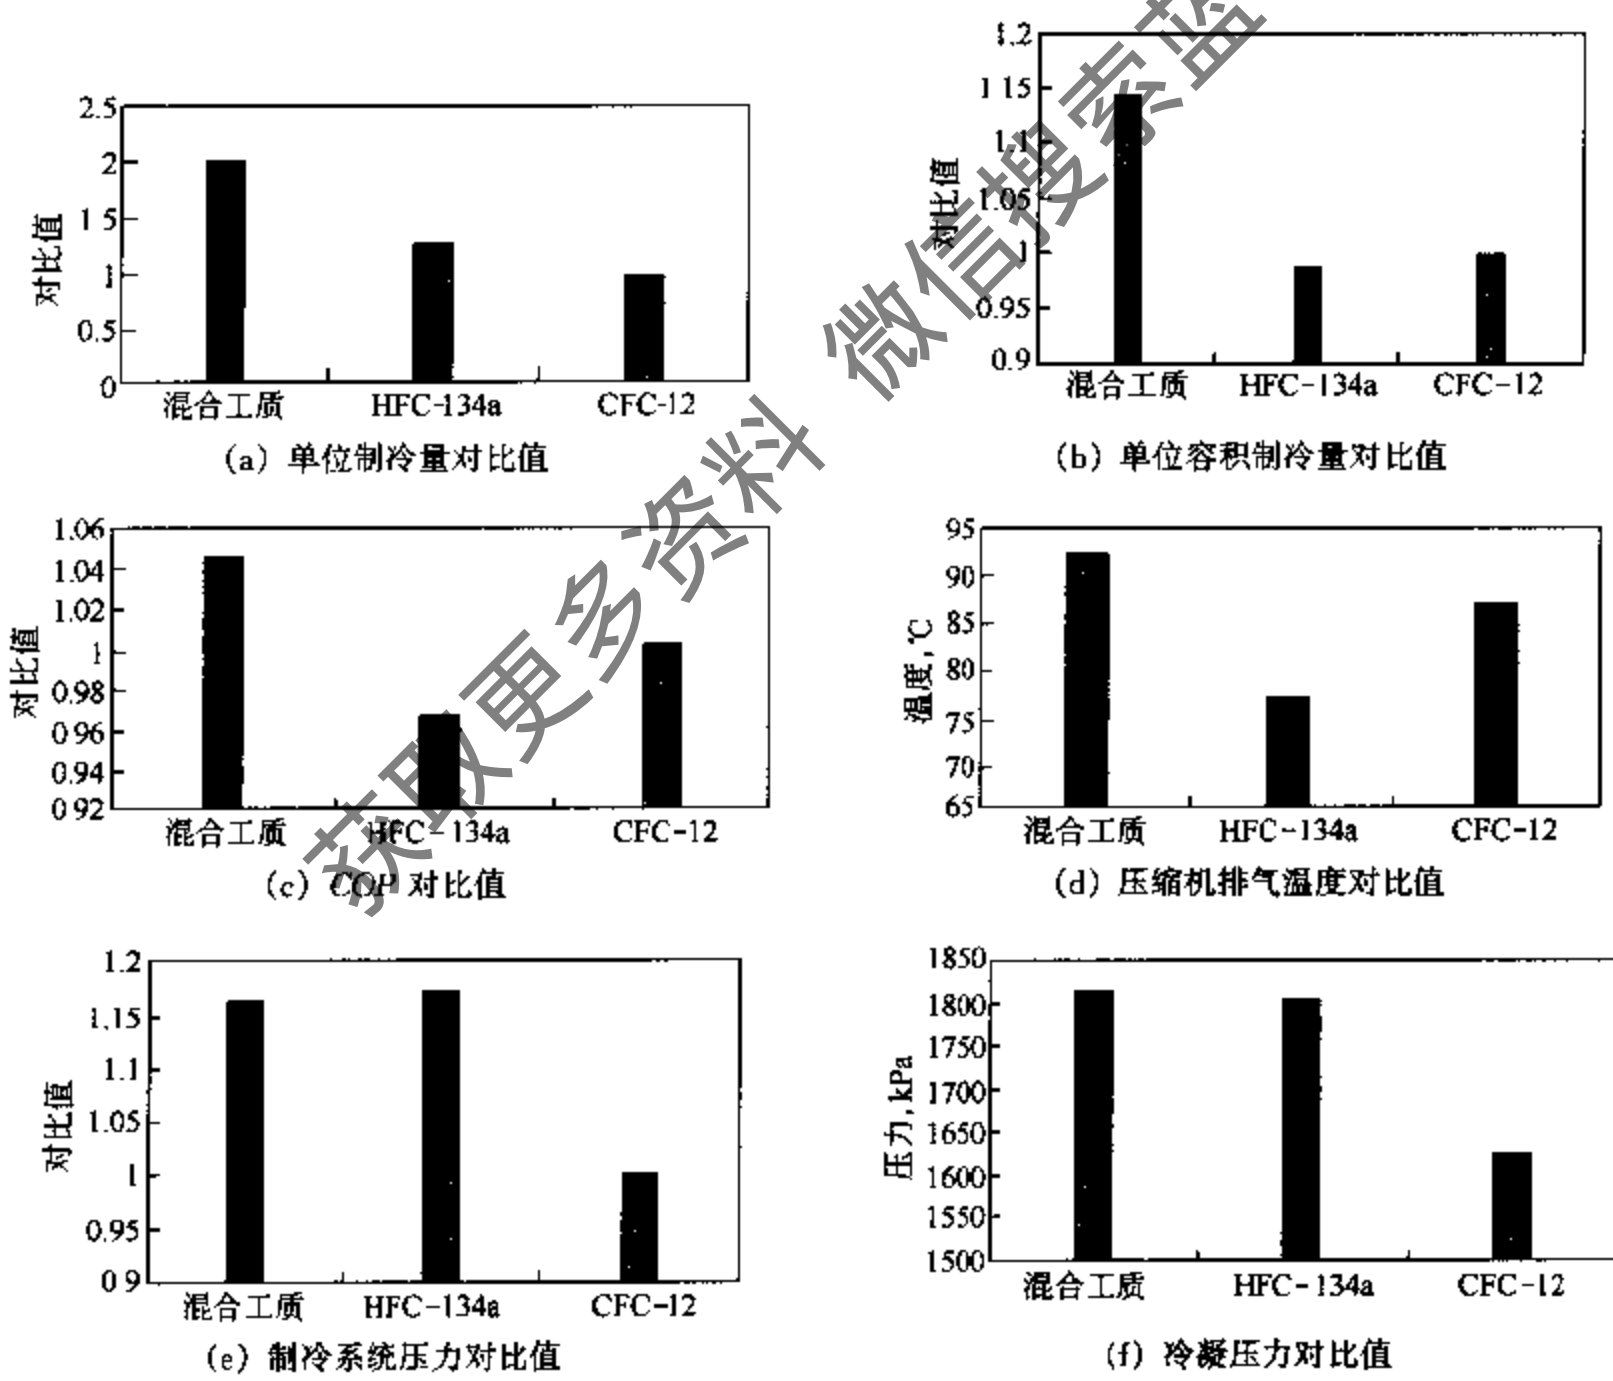 2.5
2
1 5
1
0.5
0
对比值
混合工质 HFC-134a CFC-12
(a) 单位制冷量对比值
1.2
1 15
1.1
1.05
1
0.95
0.9
对比值
混合工质 HFC-134a CFC-12
(b) 单位容积制冷量对比值
1.06
1.04
1.02
1
0.98
0 96
0.94
0 92
对比值
混合工质 HFC-134a CFC-12
(c) COP 对比值
95
90
85
80
75
70
65
温度,℃
混合工质 HFC-134a CFC-12
(d) 压缩机排气温度对比值
1.2
1.15
1.1
1.05
1
0.95
0 9
对比值
混合工质 HFC-134a CFC-12
(e) 制冷系统压力对比值
1850
1800
1750
1700
1650
1600
1550
1500
压力,kPa
混合工质 HFC-134a CFC-12
(f) 冷凝压力对比值
获取更多资料 微信搜索蓝